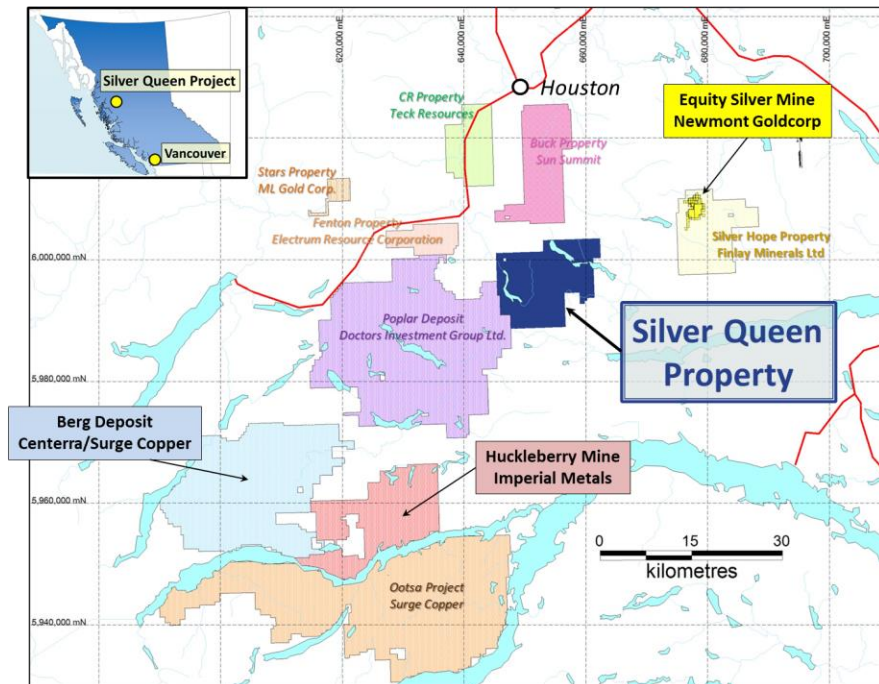 Silver Queen Project
Vancouver
620,000 mE
640,000 mE
660,000 mE
680,000 mE
700,000 mE
Houston
CR Property
Teck Resources
Equity Silver Mine
Newmont Goldcorp
Buck Property
Sun Summit
Stars Property
ML Gold Corp.
Fenton Property
Electrum Resource Corporation
Silver Hope Property
Finlay Minerals Ltd
6,000,000 mN
Poplar Deposit
Doctors Investment Group Ltd.
Silver Queen
Property
5,980,000 mN
Berg Deposit
Centerra/Surge Copper
Huckleberry Mine
Imperial Metals
5,960,000 mN
0 15 30
kilometres
Ootsa Project
Surge Copper
5,940,000 mN